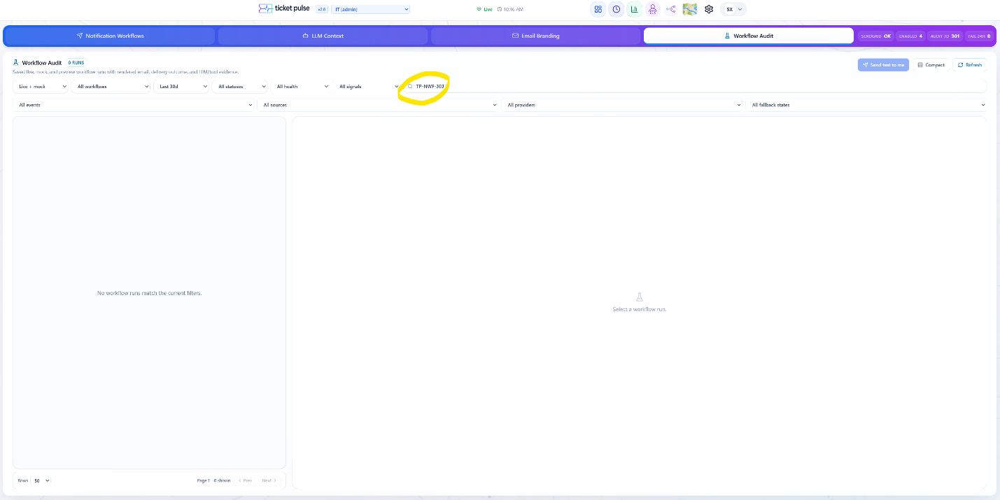 ticket pulse v2.0 IT [admin] Live 10:16 AM SX
Notification Workflows LLM Context Email Branding Workflow Audit SENDGRID OK ENABLED 4 AUDIT 7D 301 FAIL 24H 0
Workflow Audit 0 RUNS Send test to me Compact Refresh
Saved live, mock, and preview workflow runs with rendered email, delivery outcome, and LLM/tool evidence.
Live + mock All workflows Last 30d All statuses All health All signals TP-NWF-303
All events All sources All providers All fallback states
No workflow runs match the current filters.
Select a workflow run.
Rows 50 Page 1 · 0 shown Prev Next